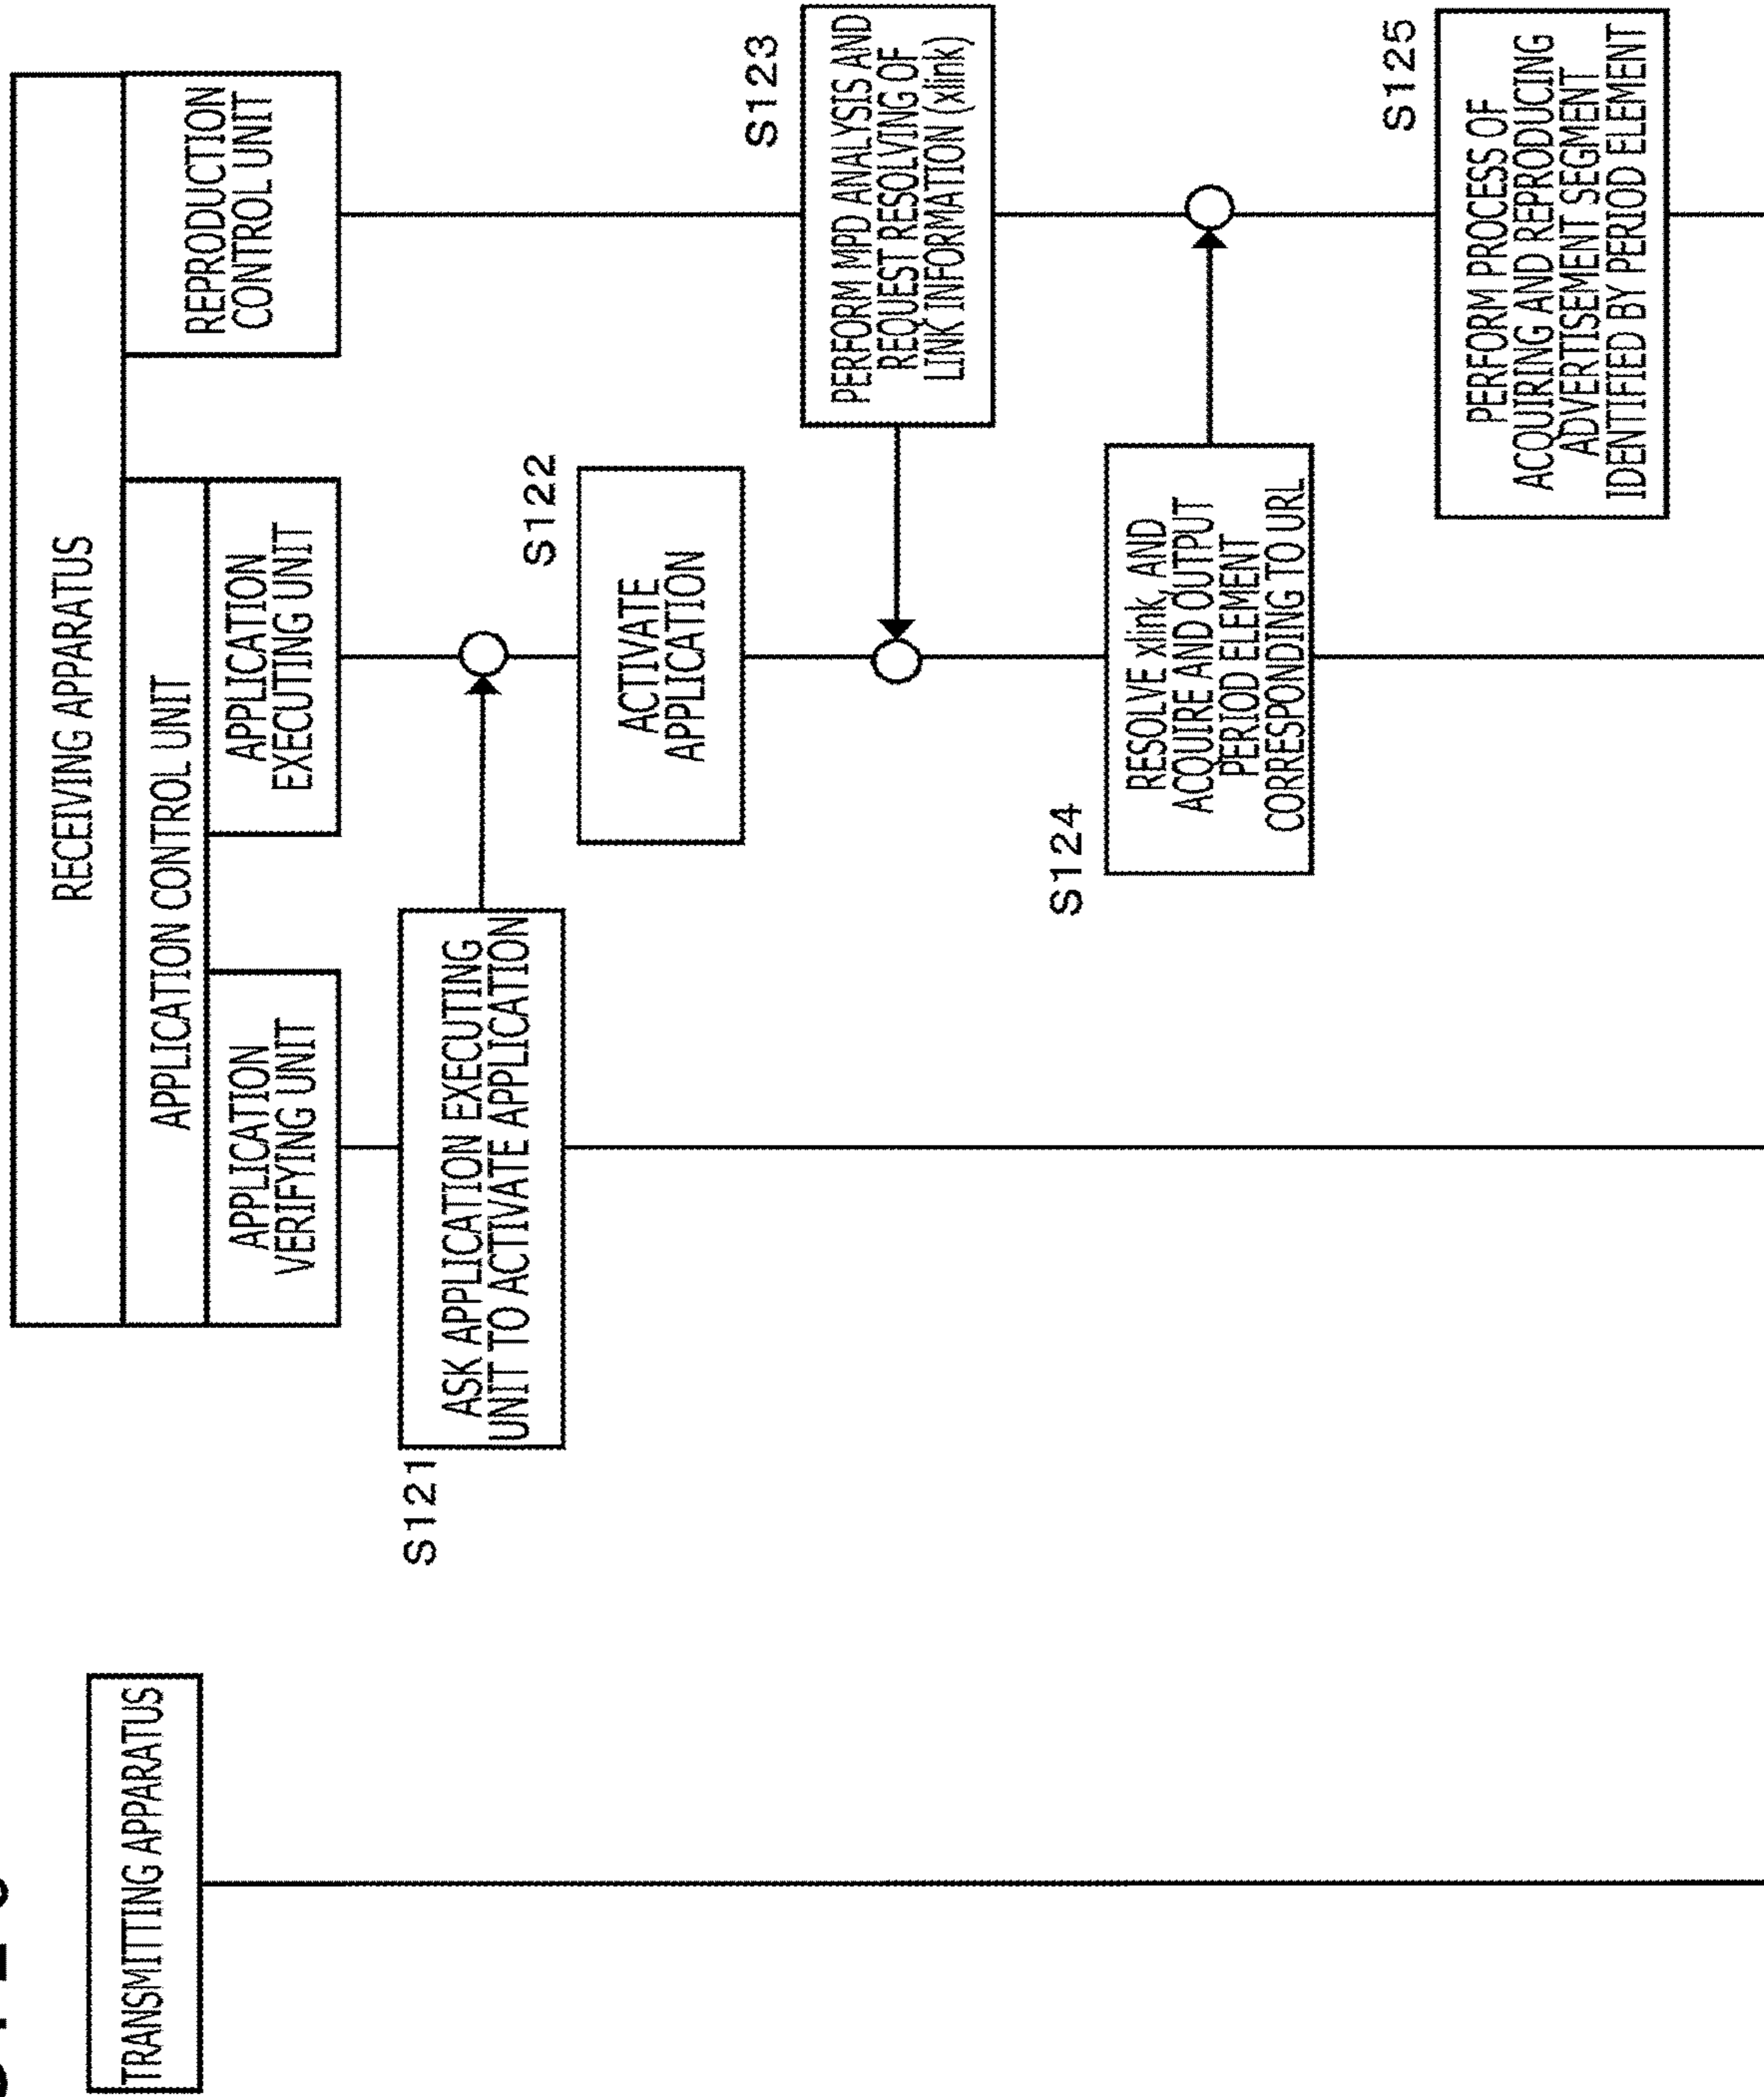 TRANSMITTING APPARATUS
RECEIVING APPARATUS
APPLICATION CONTROL UNIT
APPLICATION
VERIFYING UNIT
APPLICATION
EXECUTING UNIT
REPRODUCTION
CONTROL UNIT
S121
ASK APPLICATION EXECUTING
UNIT TO ACTIVATE APPLICATION
S122
ACTIVATE
APPLICATION
S123
PERFORM MPD ANALYSIS AND
REQUEST RESOLVING OF
LINK INFORMATION (xlink)
S124
RESOLVE xlink, AND
ACQUIRE AND OUTPUT
PERIOD ELEMENT
CORRESPONDING TO URL
S125
PERFORM PROCESS OF
ACQUIRING AND REPRODUCING
ADVERTISEMENT SEGMENT
IDENTIFIED BY PERIOD ELEMENT